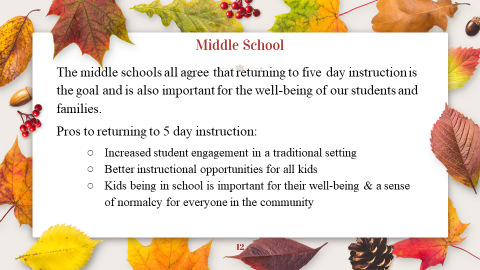 Middle School
The middle schools all agree that returning to five day instruction is
the goal and is also important for the well-being of our students and
families.
Pros to returning to 5 day instruction:
○ Increased student engagement in a traditional setting
○ Better instructional opportunities for all kids
○ Kids being in school is important for their well-being & a sense
of normalcy for everyone in the community
12